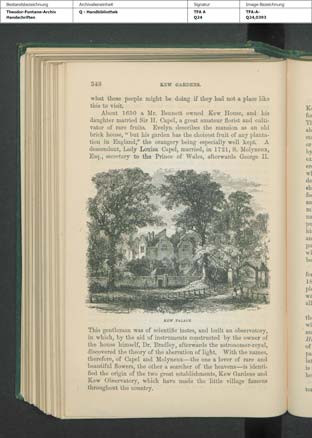 Bestandsbezeichnung
Archivalieneinheit
Signatur
Image-Bezeichnung
Theodor-Fontane-Archiv
Handschriften
Q - Handbibliothek
TFA A
Q24
TFA-A-
Q24,0393
348
KEW GARDENS.
what these people might be doing if they had not a place like
this to visit.
About 1650 a Mr. Bennett owned Kew House, and his
daughter married Sir H. Capel, a great amateur florist and culti-
vator of rare fruits. Evelyn describes the mansion as an old
brick house, "but his garden has the choicest fruit of any planta-
tion in England," the orangery being especially well kept. A
descendent, Lady Louisa Capel, married, in 1721, S. Molyneux,
Esq., secretary to the Prince of Wales, afterwards George II.
KEW PALACE.
This gentleman was of scientific tastes, and built an observatory,
in which, by the aid of instruments constructed by the owner of
the house himself, Dr. Bradley, afterwards the astronomer-royal,
discovered the theory of the aberration of light. With the names,
therefore, of Capel and Molyneux—the one a lover of rare and
beautiful flowers, the other a searcher of the heavens—is identi-
fied the origin of the two great establishments, Kew Gardens and
Kew Observatory, which have made the little village famous
throughout the country.